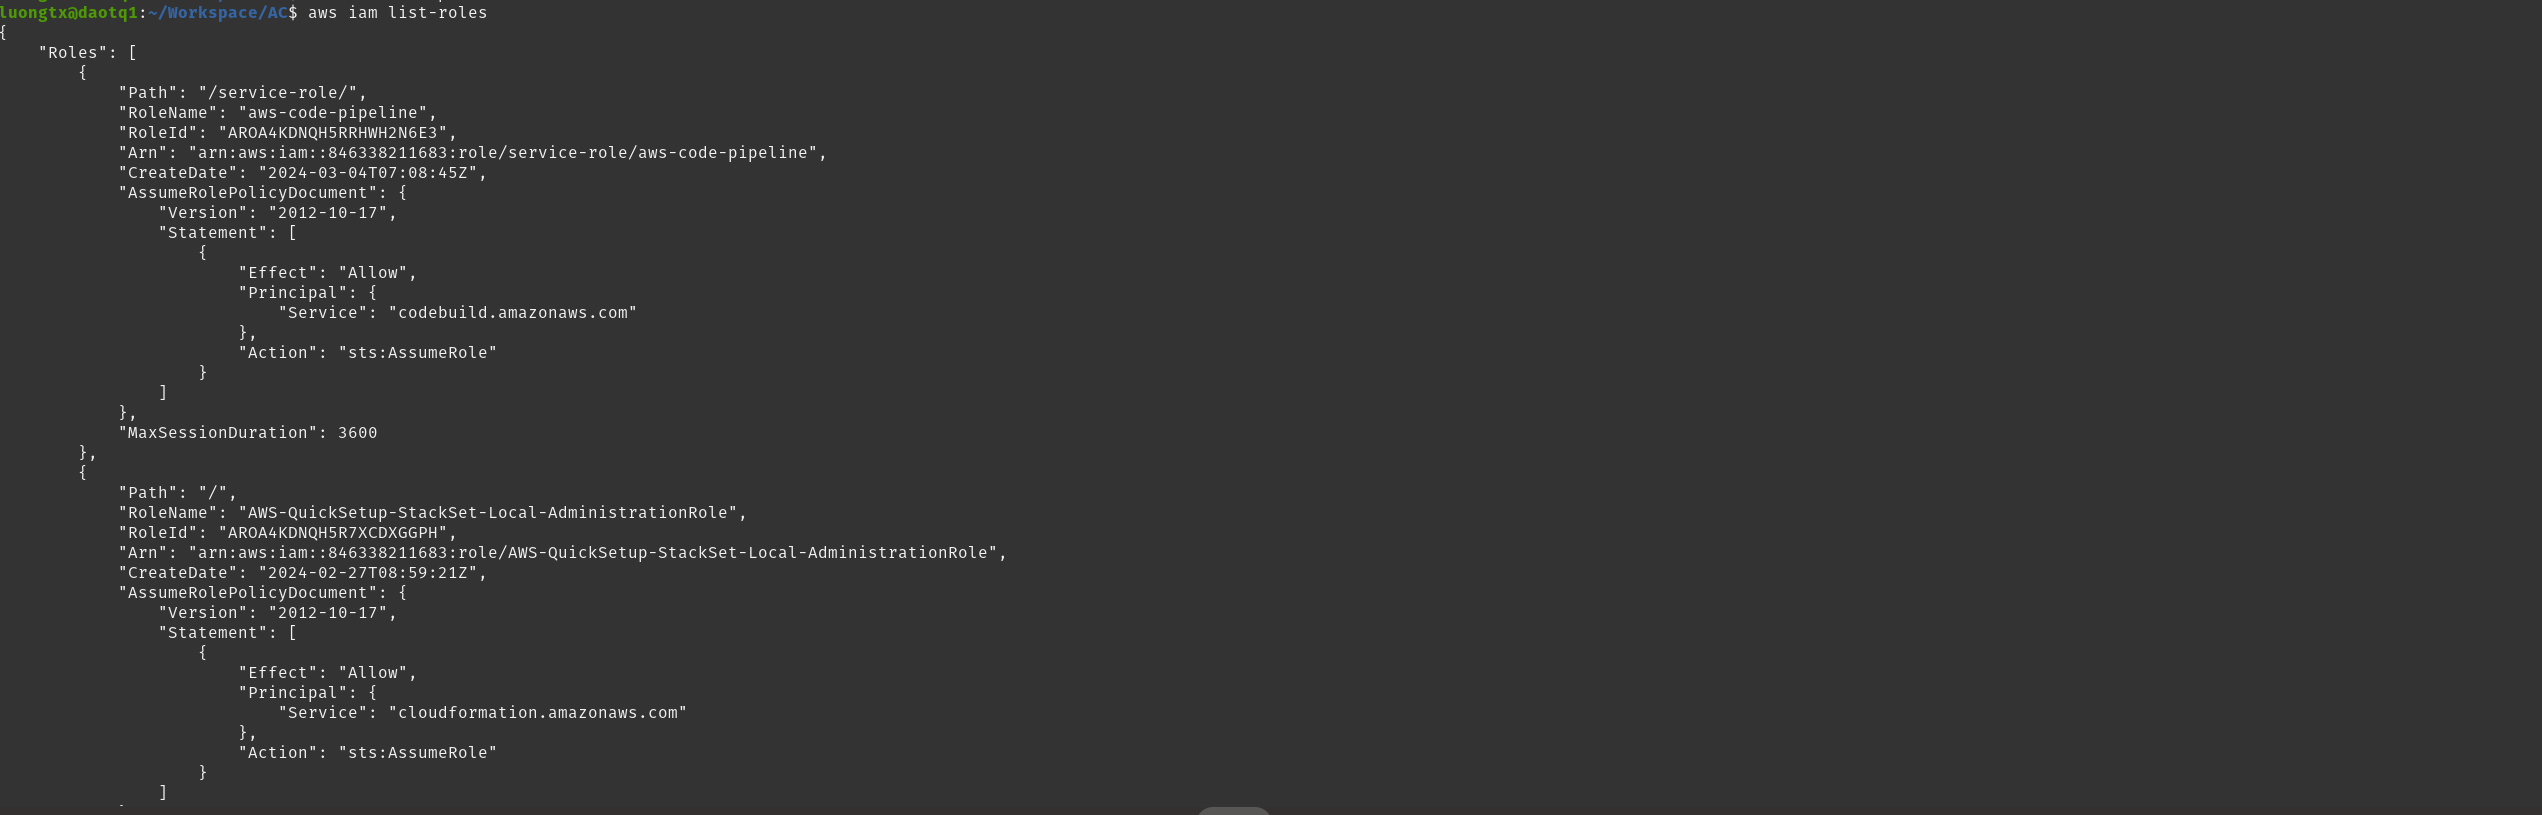 luongtx@daotq1:~/Workspace/AC$ aws iam list-roles
{
    "Roles": [
        {
            "Path": "/service-role/",
            "RoleName": "aws-code-pipeline",
            "RoleId": "AROA4KDNQH5RRHWH2N6E3",
            "Arn": "arn:aws:iam::846338211683:role/service-role/aws-code-pipeline",
            "CreateDate": "2024-03-04T07:08:45Z",
            "AssumeRolePolicyDocument": {
                "Version": "2012-10-17",
                "Statement": [
                    {
                        "Effect": "Allow",
                        "Principal": {
                            "Service": "codebuild.amazonaws.com"
                        },
                        "Action": "sts:AssumeRole"
                    }
                ]
            },
            "MaxSessionDuration": 3600
        },
        {
            "Path": "/",
            "RoleName": "AWS-QuickSetup-StackSet-Local-AdministrationRole",
            "RoleId": "AROA4KDNQH5R7XCDXGGPH",
            "Arn": "arn:aws:iam::846338211683:role/AWS-QuickSetup-StackSet-Local-AdministrationRole",
            "CreateDate": "2024-02-27T08:59:21Z",
            "AssumeRolePolicyDocument": {
                "Version": "2012-10-17",
                "Statement": [
                    {
                        "Effect": "Allow",
                        "Principal": {
                            "Service": "cloudformation.amazonaws.com"
                        },
                        "Action": "sts:AssumeRole"
                    }
                ]